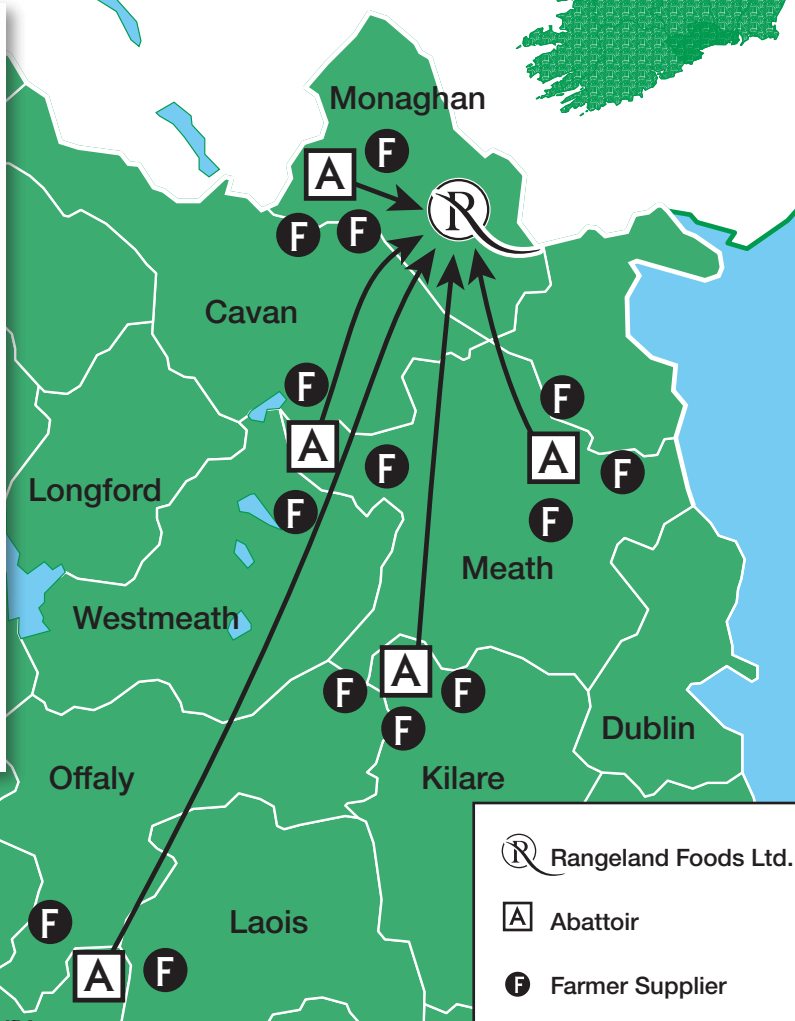 Monaghan
F
A
R
F
F
Cavan
F
F
A
A
F
F
Longford
F
F
Meath
Westmeath
A
F
F
F
Dublin
Offaly
Kilare
R Rangeland Foods Ltd.
A Abattoir
F
Laois
F
A
F Farmer Supplier